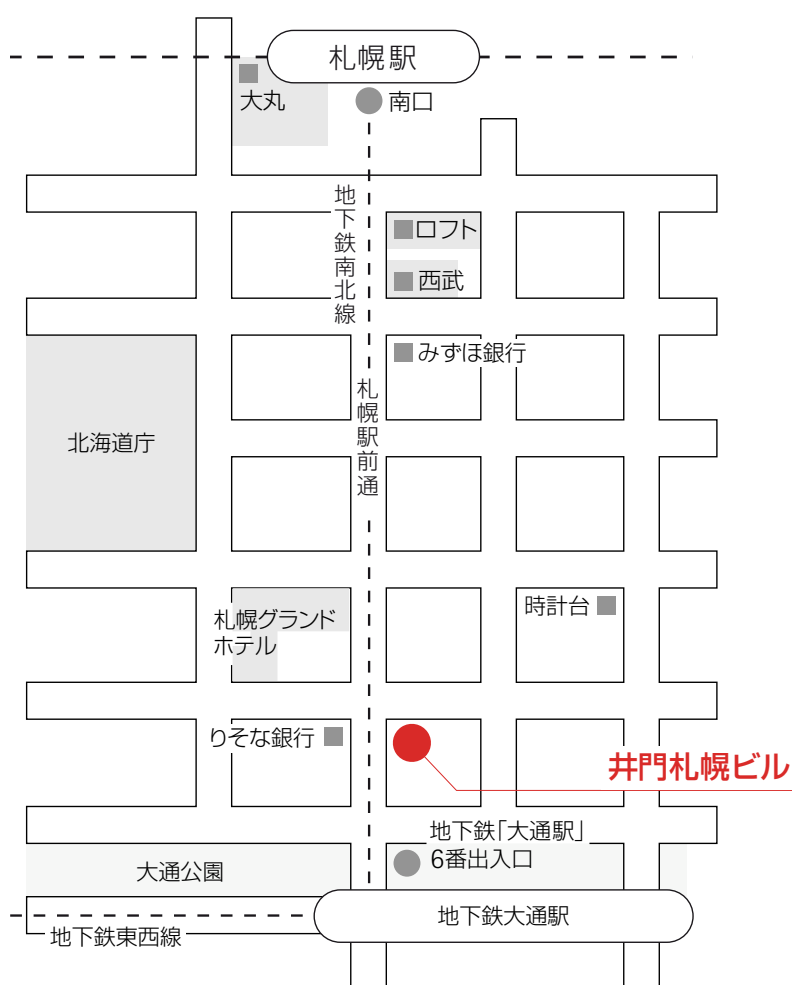 札幌駅
大丸
南口
地下鉄南北線
ロフト
西武
みずほ銀行
札幌駅前通
北海道庁
札幌グランド
ホテル
時計台
りそな銀行
井門札幌ビル
地下鉄「大通駅」
6番出入口
大通公園
地下鉄大通駅
地下鉄東西線